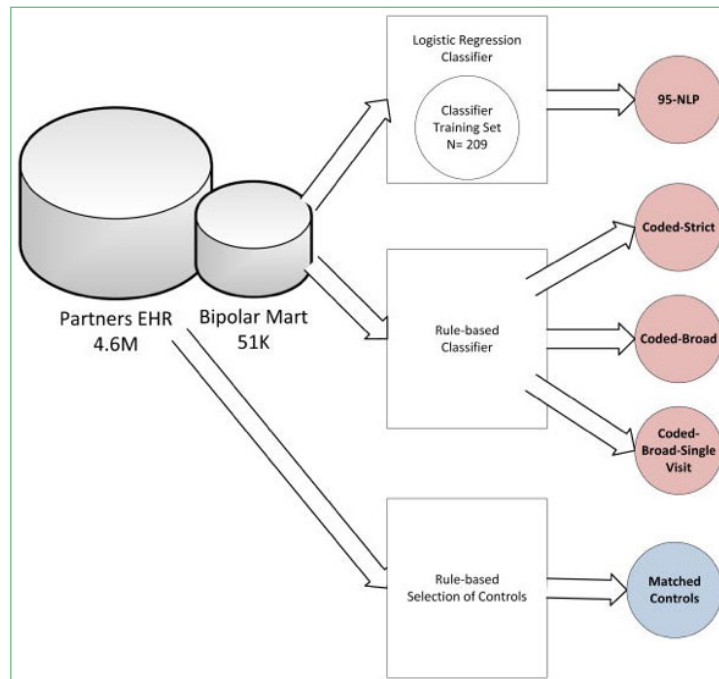 Logistic Regression
Classifier
Classifier
Training Set
N= 209
95-NLP
Partners EHR
4.6M
Bipolar Mart
51K
Rule-based
Classifier
Coded-Strict
Coded-Broad
Coded-
Broad-Single
Visit
Rule-based
Selection of Controls
Matched
Controls